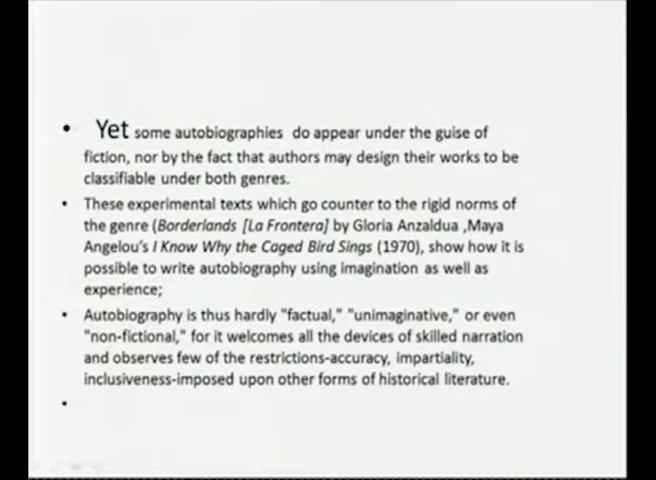 • Yet some autobiographies do appear under the guise of
fiction, nor by the fact that authors may design their works to be
classifiable under both genres.
• These experimental texts which go counter to the rigid norms of
the genre (Borderlands [La Frontera] by Gloria Anzaldua ,Maya
Angelou's I Know Why the Caged Bird Sings (1970), show how it is
possible to write autobiography using imagination as well as
experience;
• Autobiography is thus hardly "factual," "unimaginative," or even
"non-fictional," for it welcomes all the devices of skilled narration
and observes few of the restrictions-accuracy, impartiality,
inclusiveness-imposed upon other forms of historical literature.
•